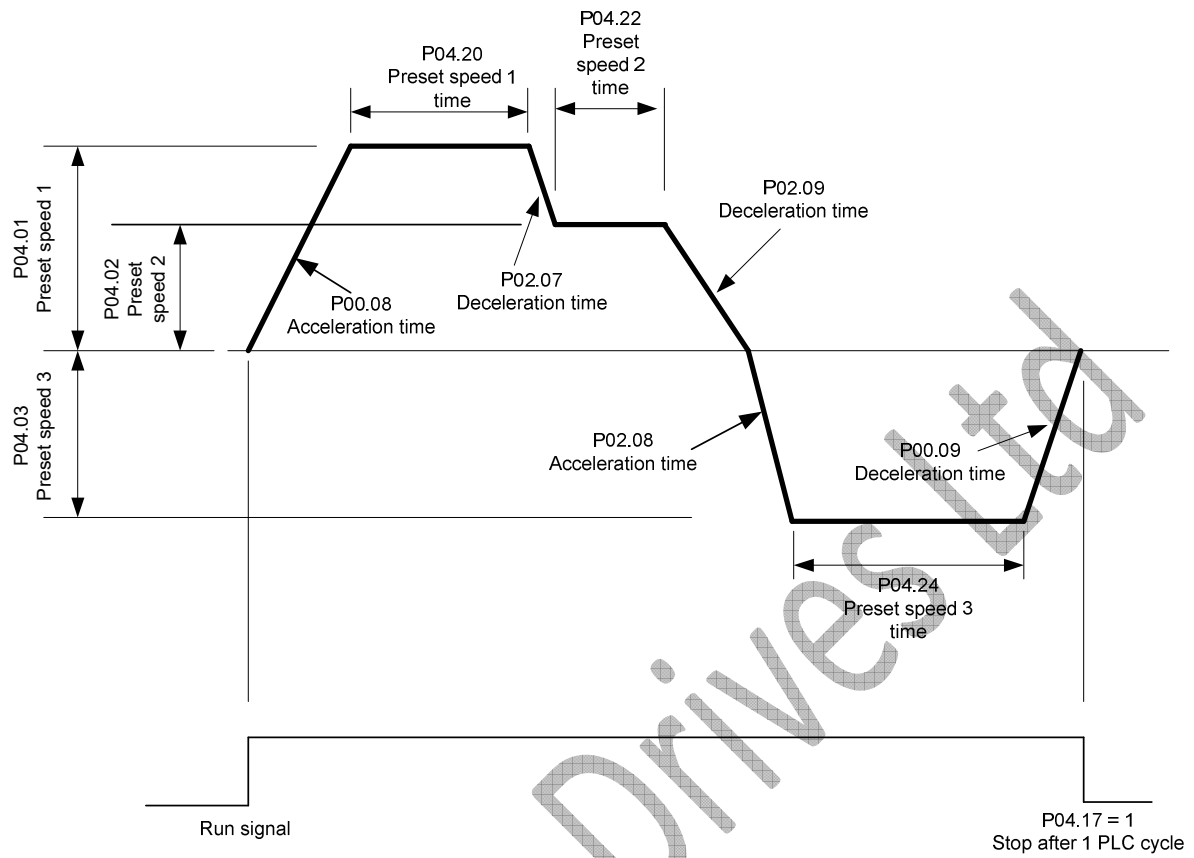 P04.22
Preset
speed 2
time
P04.20
Preset speed 1
time
P04.01
Preset speed 1
P04.02
Preset
speed 2
P02.09
Deceleration time
P02.07
Deceleration time
P00.08
Acceleration time
P04.03
Preset speed 3
P02.08
Acceleration time
P00.09
Deceleration time
P04.24
Preset speed 3
time
Drives Ltd
Run signal
P04.17 = 1
Stop after 1 PLC cycle